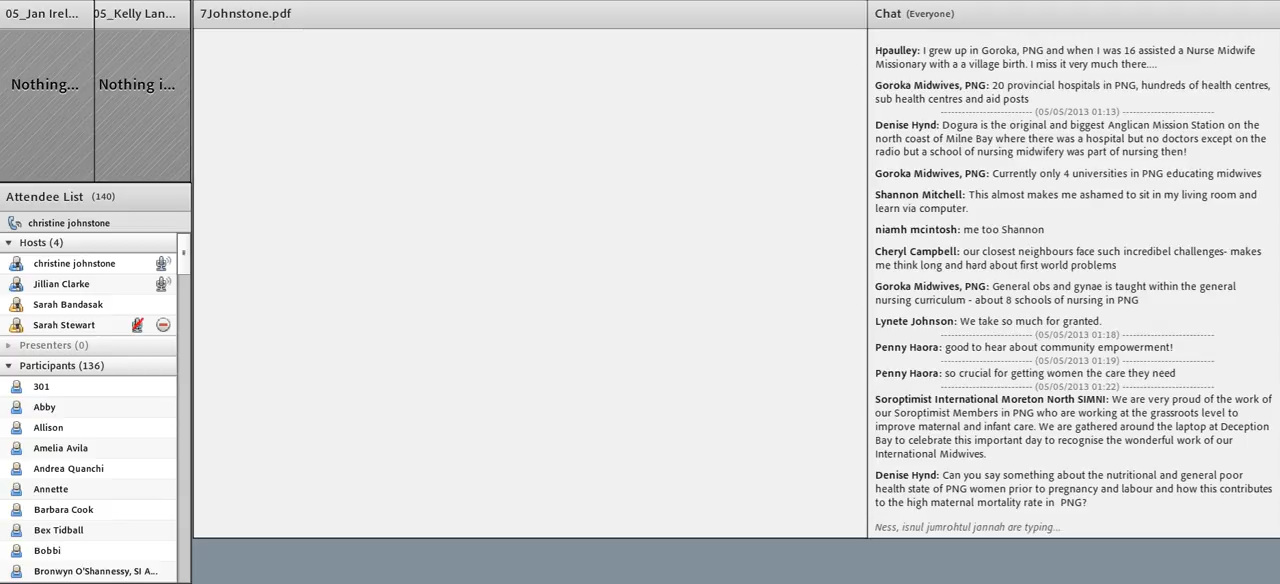 05_Jan Irel...
05_Kelly Lan...
7Johnstone.pdf
Chat (Everyone)
Nothing...
Nothing i...
Attendee List (140)
christine johnstone
Hosts (4)
christine johnstone
Jillian Clarke
Sarah Bandasak
Sarah Stewart
Presenters (0)
Participants (136)
301
Abby
Allison
Amelia Avila
Andrea Quanchi
Annette
Barbara Cook
Bex Tidball
Bobbi
Bronwyn O'Shannessy, SI A...
Hpaulley: I grew up in Goroka, PNG and when I was 16 assisted a Nurse Midwife
Missionary with a a village birth. I miss it very much there....
Goroka Midwives, PNG: 20 provincial hospitals in PNG, hundreds of health centres,
sub health centres and aid posts
(05/05/2013 01:13)
Denise Hynd: Dogura is the original and biggest Anglican Mission Station on the
north coast of Milne Bay where there was a hospital but no doctors except on the
radio but a school of nursing midwifery was part of nursing then!
Goroka Midwives, PNG: Currently only 4 universities in PNG educating midwives
Shannon Mitchell: This almost makes me ashamed to sit in my living room and
learn via computer.
niamh mcintosh: me too Shannon
Cheryl Campbell: our closest neighbours face such incredibel challenges- makes
me think long and hard about first world problems
Goroka Midwives, PNG: General obs and gynae is taught within the general
nursing curriculum - about 8 schools of nursing in PNG
Lynete Johnson: We take so much for granted.
(05/05/2013 01:18)
Penny Haora: good to hear about community empowerment!
(05/05/2013 01:19)
Penny Haora: so crucial for getting women the care they need
(05/05/2013 01:22)
Soroptimist International Moreton North SIMNI: We are very proud of the work of
our Soroptimist Members in PNG who are working at the grassroots level to
improve maternal and infant care. We are gathered around the laptop at Deception
Bay to celebrate this important day to recognise the wonderful work of our
International Midwives.
Denise Hynd: Can you say something about the nutritional and general poor
health state of PNG women prior to pregnancy and labour and how this contributes
to the high maternal mortality rate in PNG?
Ness, isnul jumrohtul jannah are typing...